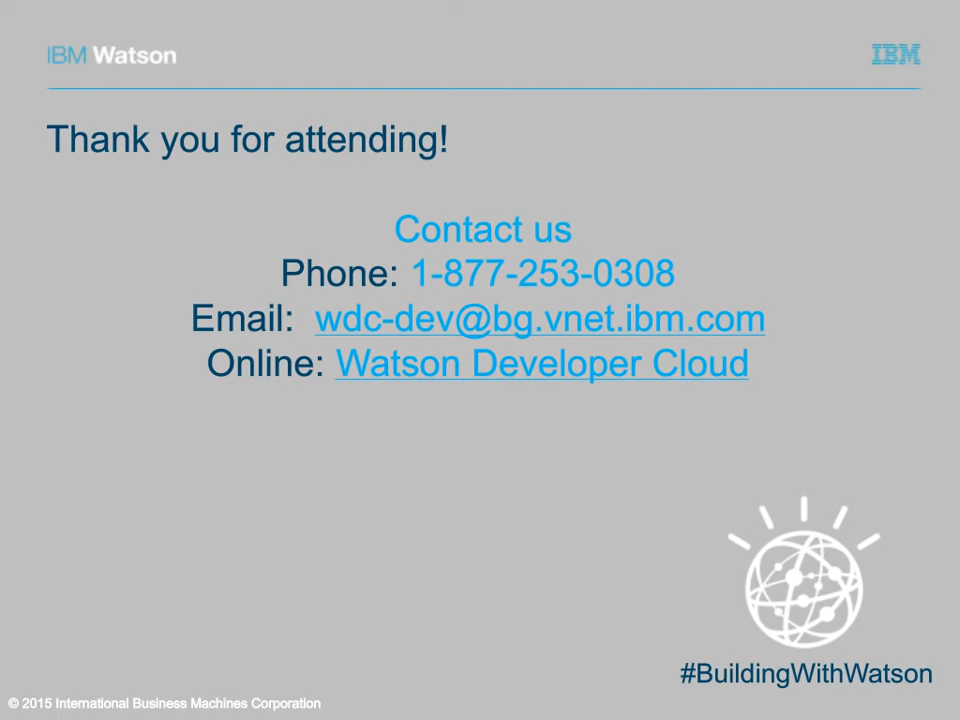 IBM Watson
IBM
Thank you for attending!
Contact us
Phone: 1-877-253-0308
Email: wdc-dev@bg.vnet.ibm.com
Online: Watson Developer Cloud
#BuildingWithWatson
© 2015 International Business Machines Corporation